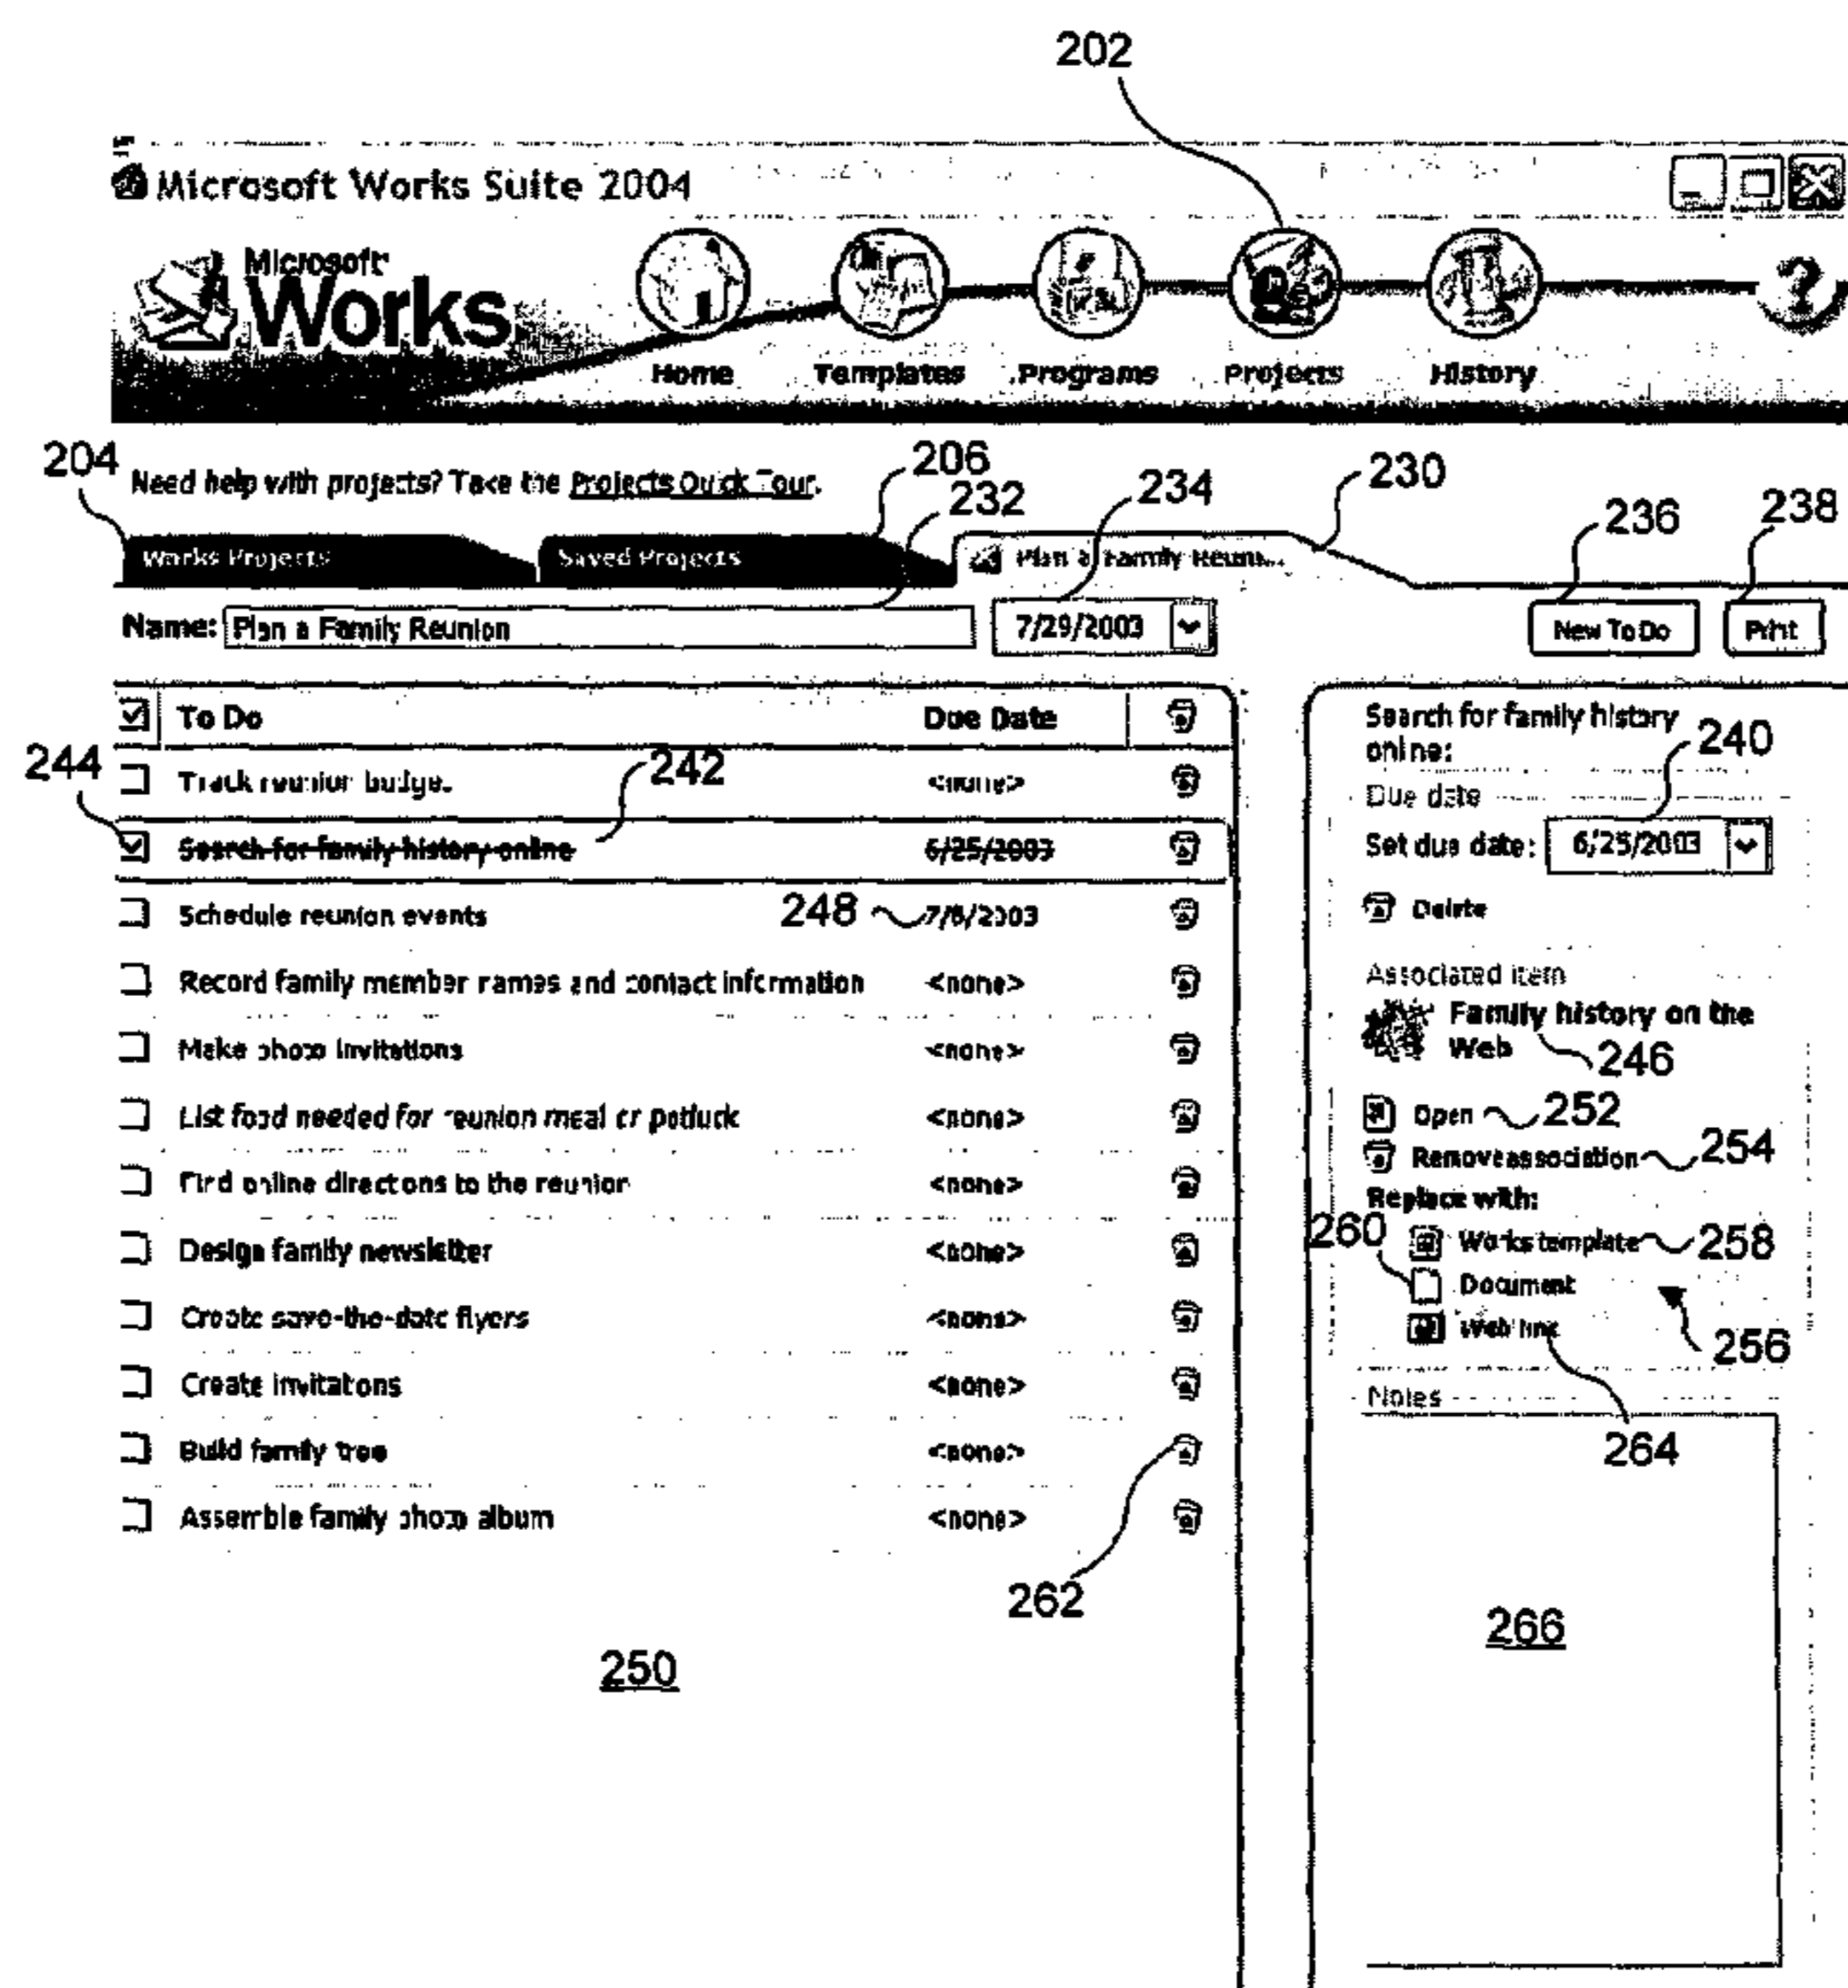 202
Microsoft Works Suite 2004
Microsoft
Works
Home Templates Programs Projects History ?
204 206 230
Need help with projects? Take the Projects Quick Tour.
232 234 236 238
Works Projects Saved Projects Plan a Family Reuni...
Name: Plan a Family Reunion 7/29/2003 New To Do Print
To Do Due Date
244 242
Track reunion budget <none>
Search for family history online 6/25/2003
Schedule reunion events 248 7/6/2003
Record family member names and contact information <none>
Make photo invitations <none>
List food needed for reunion meal or potluck <none>
Find online directions to the reunion <none>
Design family newsletter <none>
Create save-the-date flyers <none>
Create invitations <none>
Build family tree <none>
Assemble family photo album <none>
262
250
Search for family history
online:
240
Due date
Set due date: 6/25/2003
Delete
Associated item
Family history on the
Web 246
Open 252
Remove association 254
Replace with:
260 Works template 258
Document
Web link 256
Notes
264
266